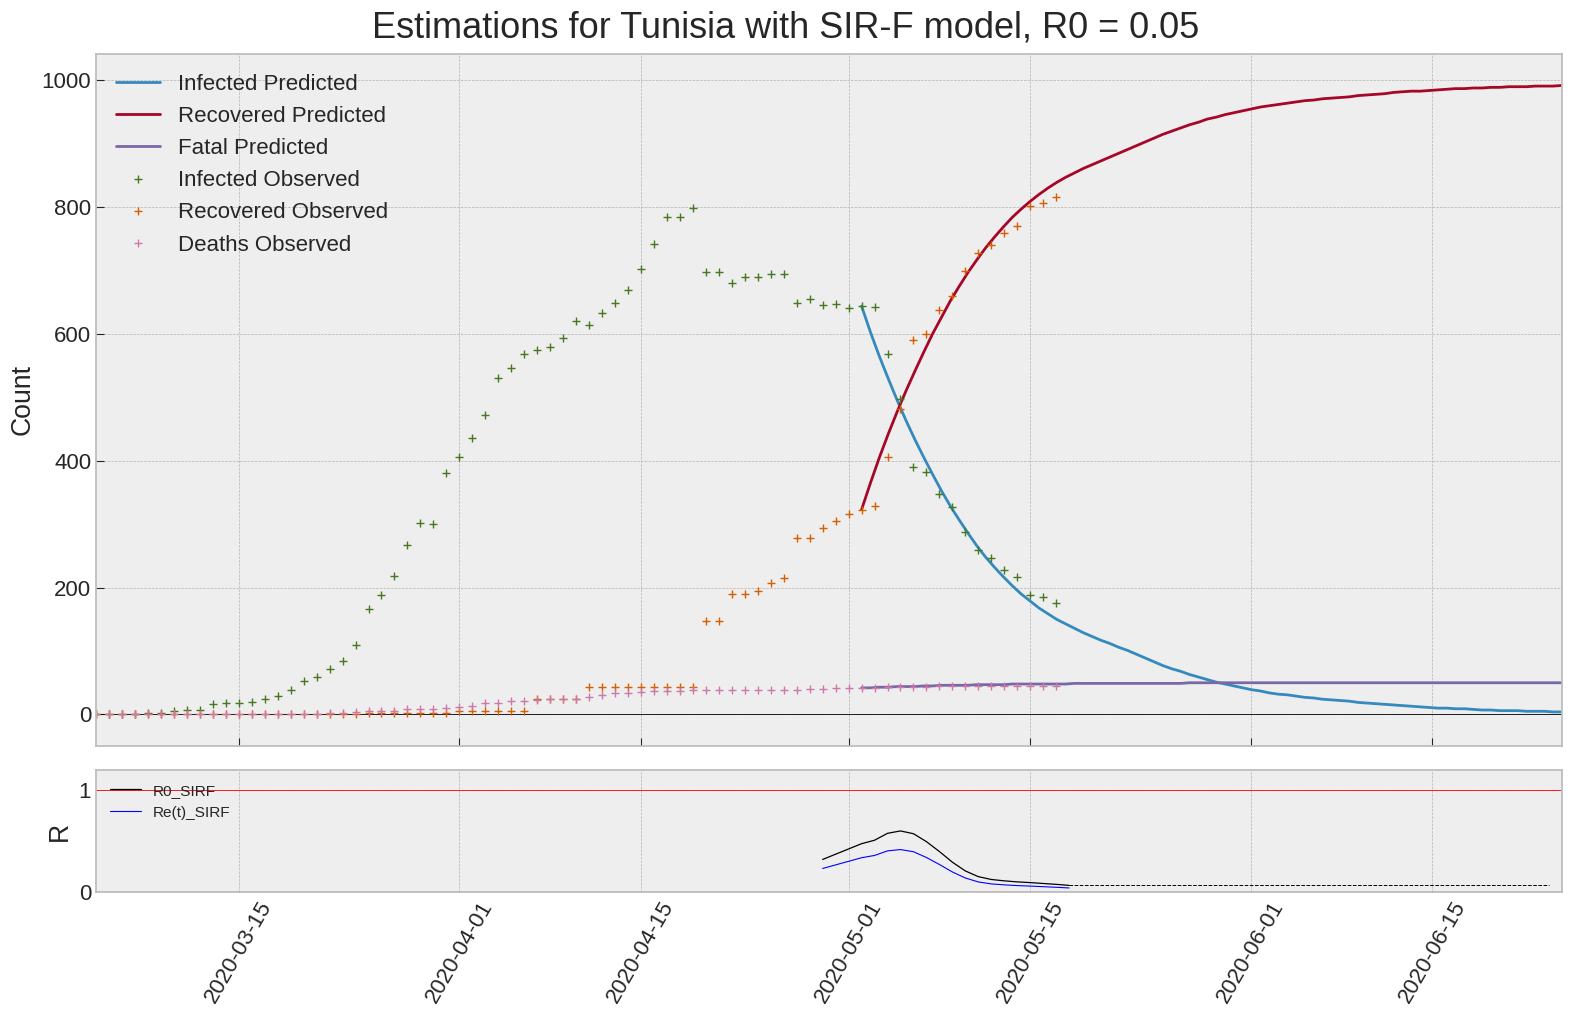 Estimations for Tunisia with SIR-F model, R0 = 0.05
Count
1000
800
600
400
200
0
Infected Predicted
Recovered Predicted
Fatal Predicted
Infected Observed
Recovered Observed
Deaths Observed
R
1
0
R0_SIRF
Re(t)_SIRF
2020-03-15
2020-04-01
2020-04-15
2020-05-01
2020-05-15
2020-06-01
2020-06-15